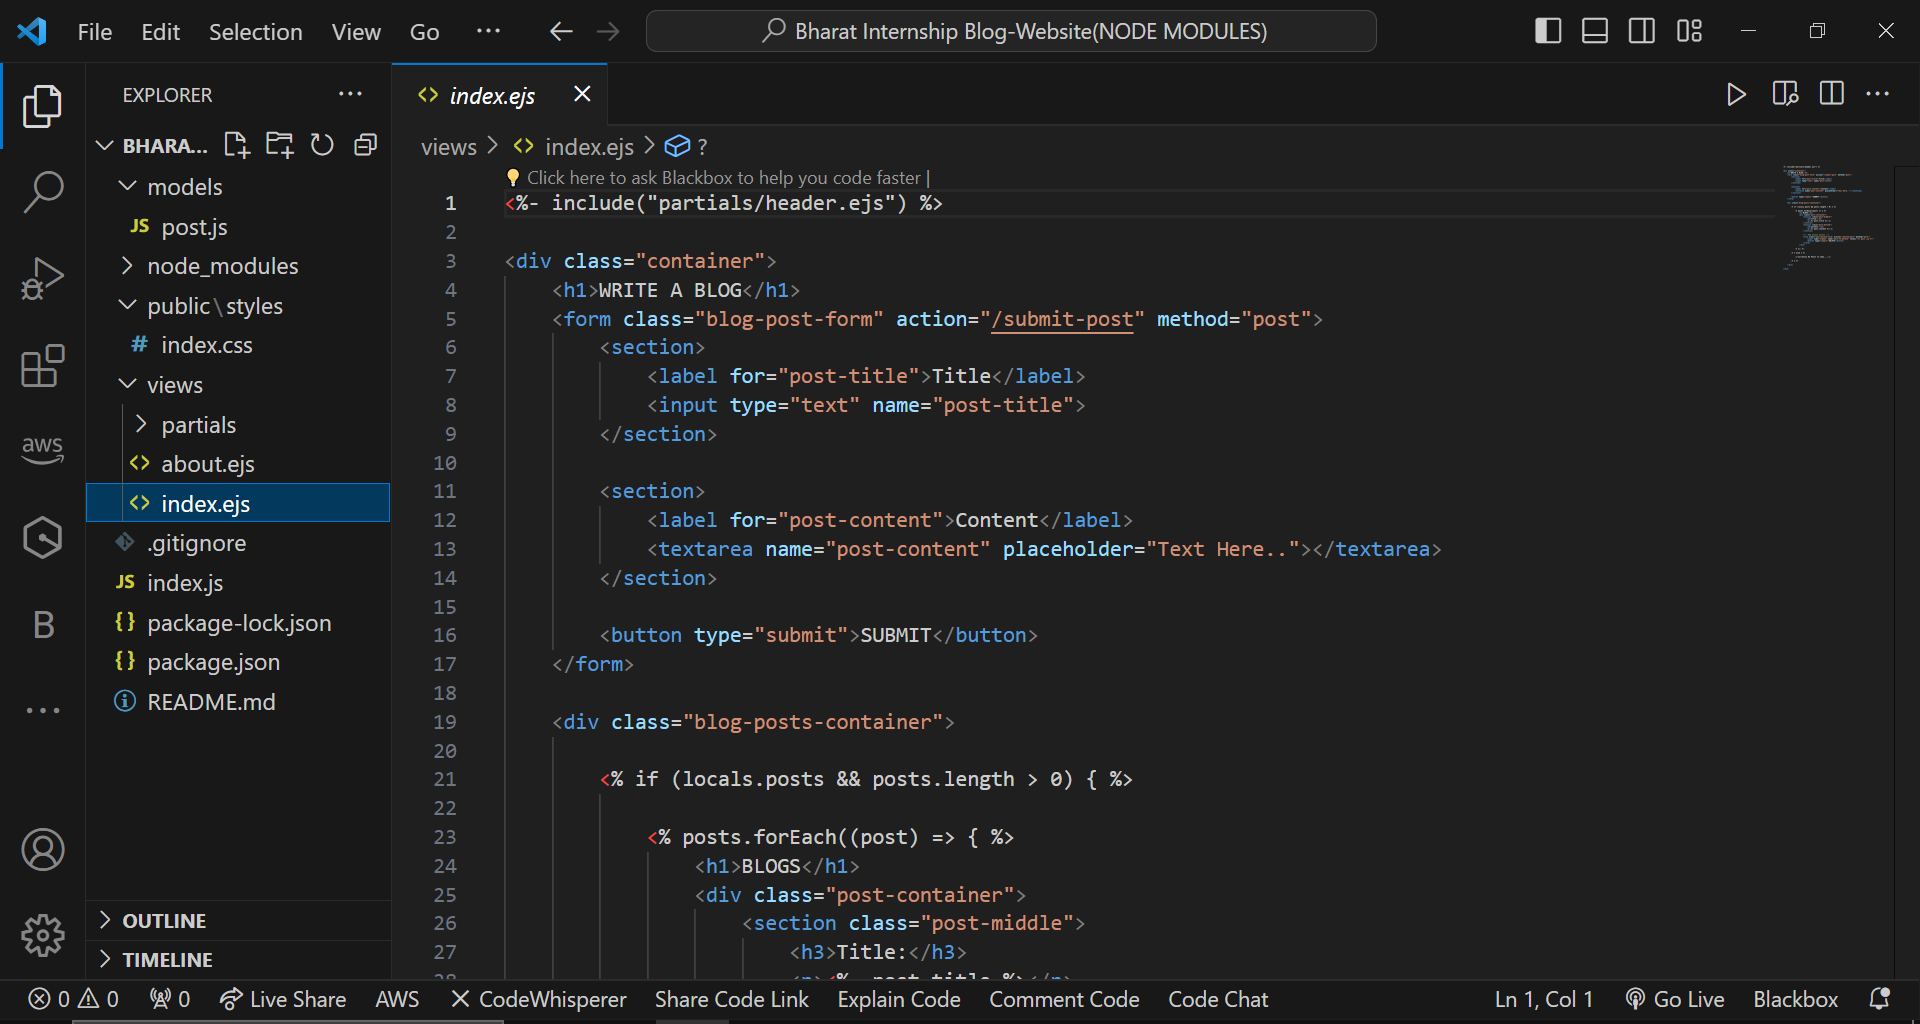 File Edit Selection View Go ··· Bharat Internship Blog-Website(NODE MODULES)
EXPLORER ···
BHARA...
models
JS post.js
node_modules
public\styles
# index.css
views
partials
<> about.ejs
<> index.ejs
.gitignore
JS index.js
{} package-lock.json
{} package.json
README.md
aws
B
OUTLINE
TIMELINE
<> index.ejs
views > <> index.ejs > ?
Click here to ask Blackbox to help you code faster |
1 <%- include("partials/header.ejs") %>
2
3 <div class="container">
4 <h1>WRITE A BLOG</h1>
5 <form class="blog-post-form" action="/submit-post" method="post">
6 <section>
7 <label for="post-title">Title</label>
8 <input type="text" name="post-title">
9 </section>
10
11 <section>
12 <label for="post-content">Content</label>
13 <textarea name="post-content" placeholder="Text Here.."></textarea>
14 </section>
15
16 <button type="submit">SUBMIT</button>
17 </form>
18
19 <div class="blog-posts-container">
20
21 <% if (locals.posts && posts.length > 0) { %>
22
23 <% posts.forEach((post) => { %>
24 <h1>BLOGS</h1>
25 <div class="post-container">
26 <section class="post-middle">
27 <h3>Title:</h3>
0 0 0 Live Share AWS CodeWhisperer Share Code Link Explain Code Comment Code Code Chat Ln 1, Col 1 Go Live Blackbox